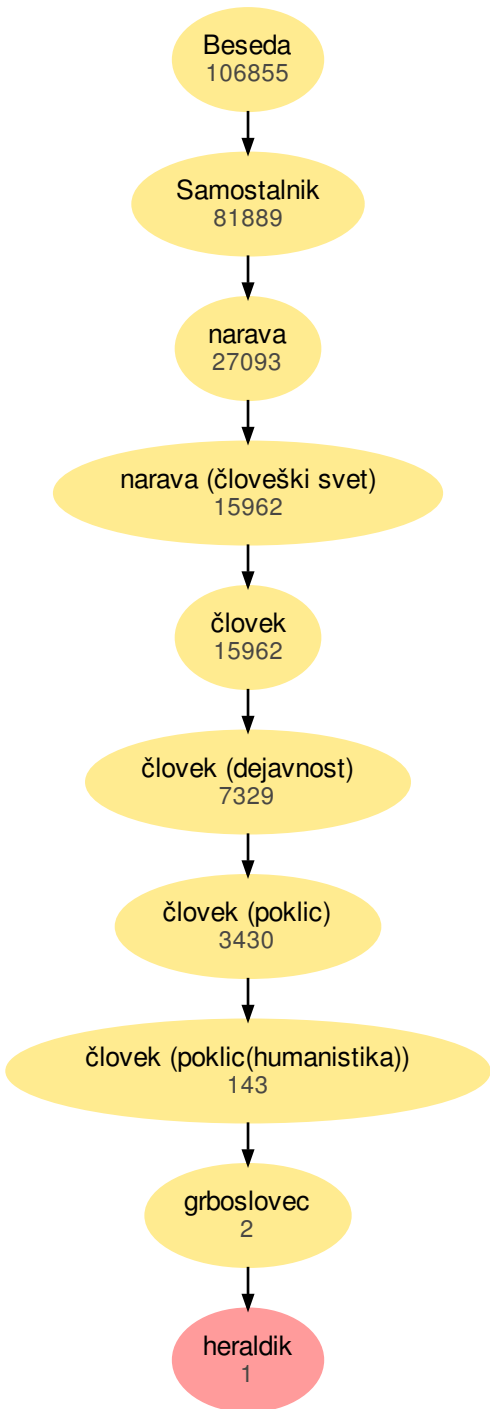 Beseda
106855
Samostalnik
81889
narava
27093
narava (človeški svet)
15962
človek
15962
človek (dejavnost)
7329
človek (poklic)
3430
človek (poklic(humanistika))
143
grboslovec
2
heraldik
1